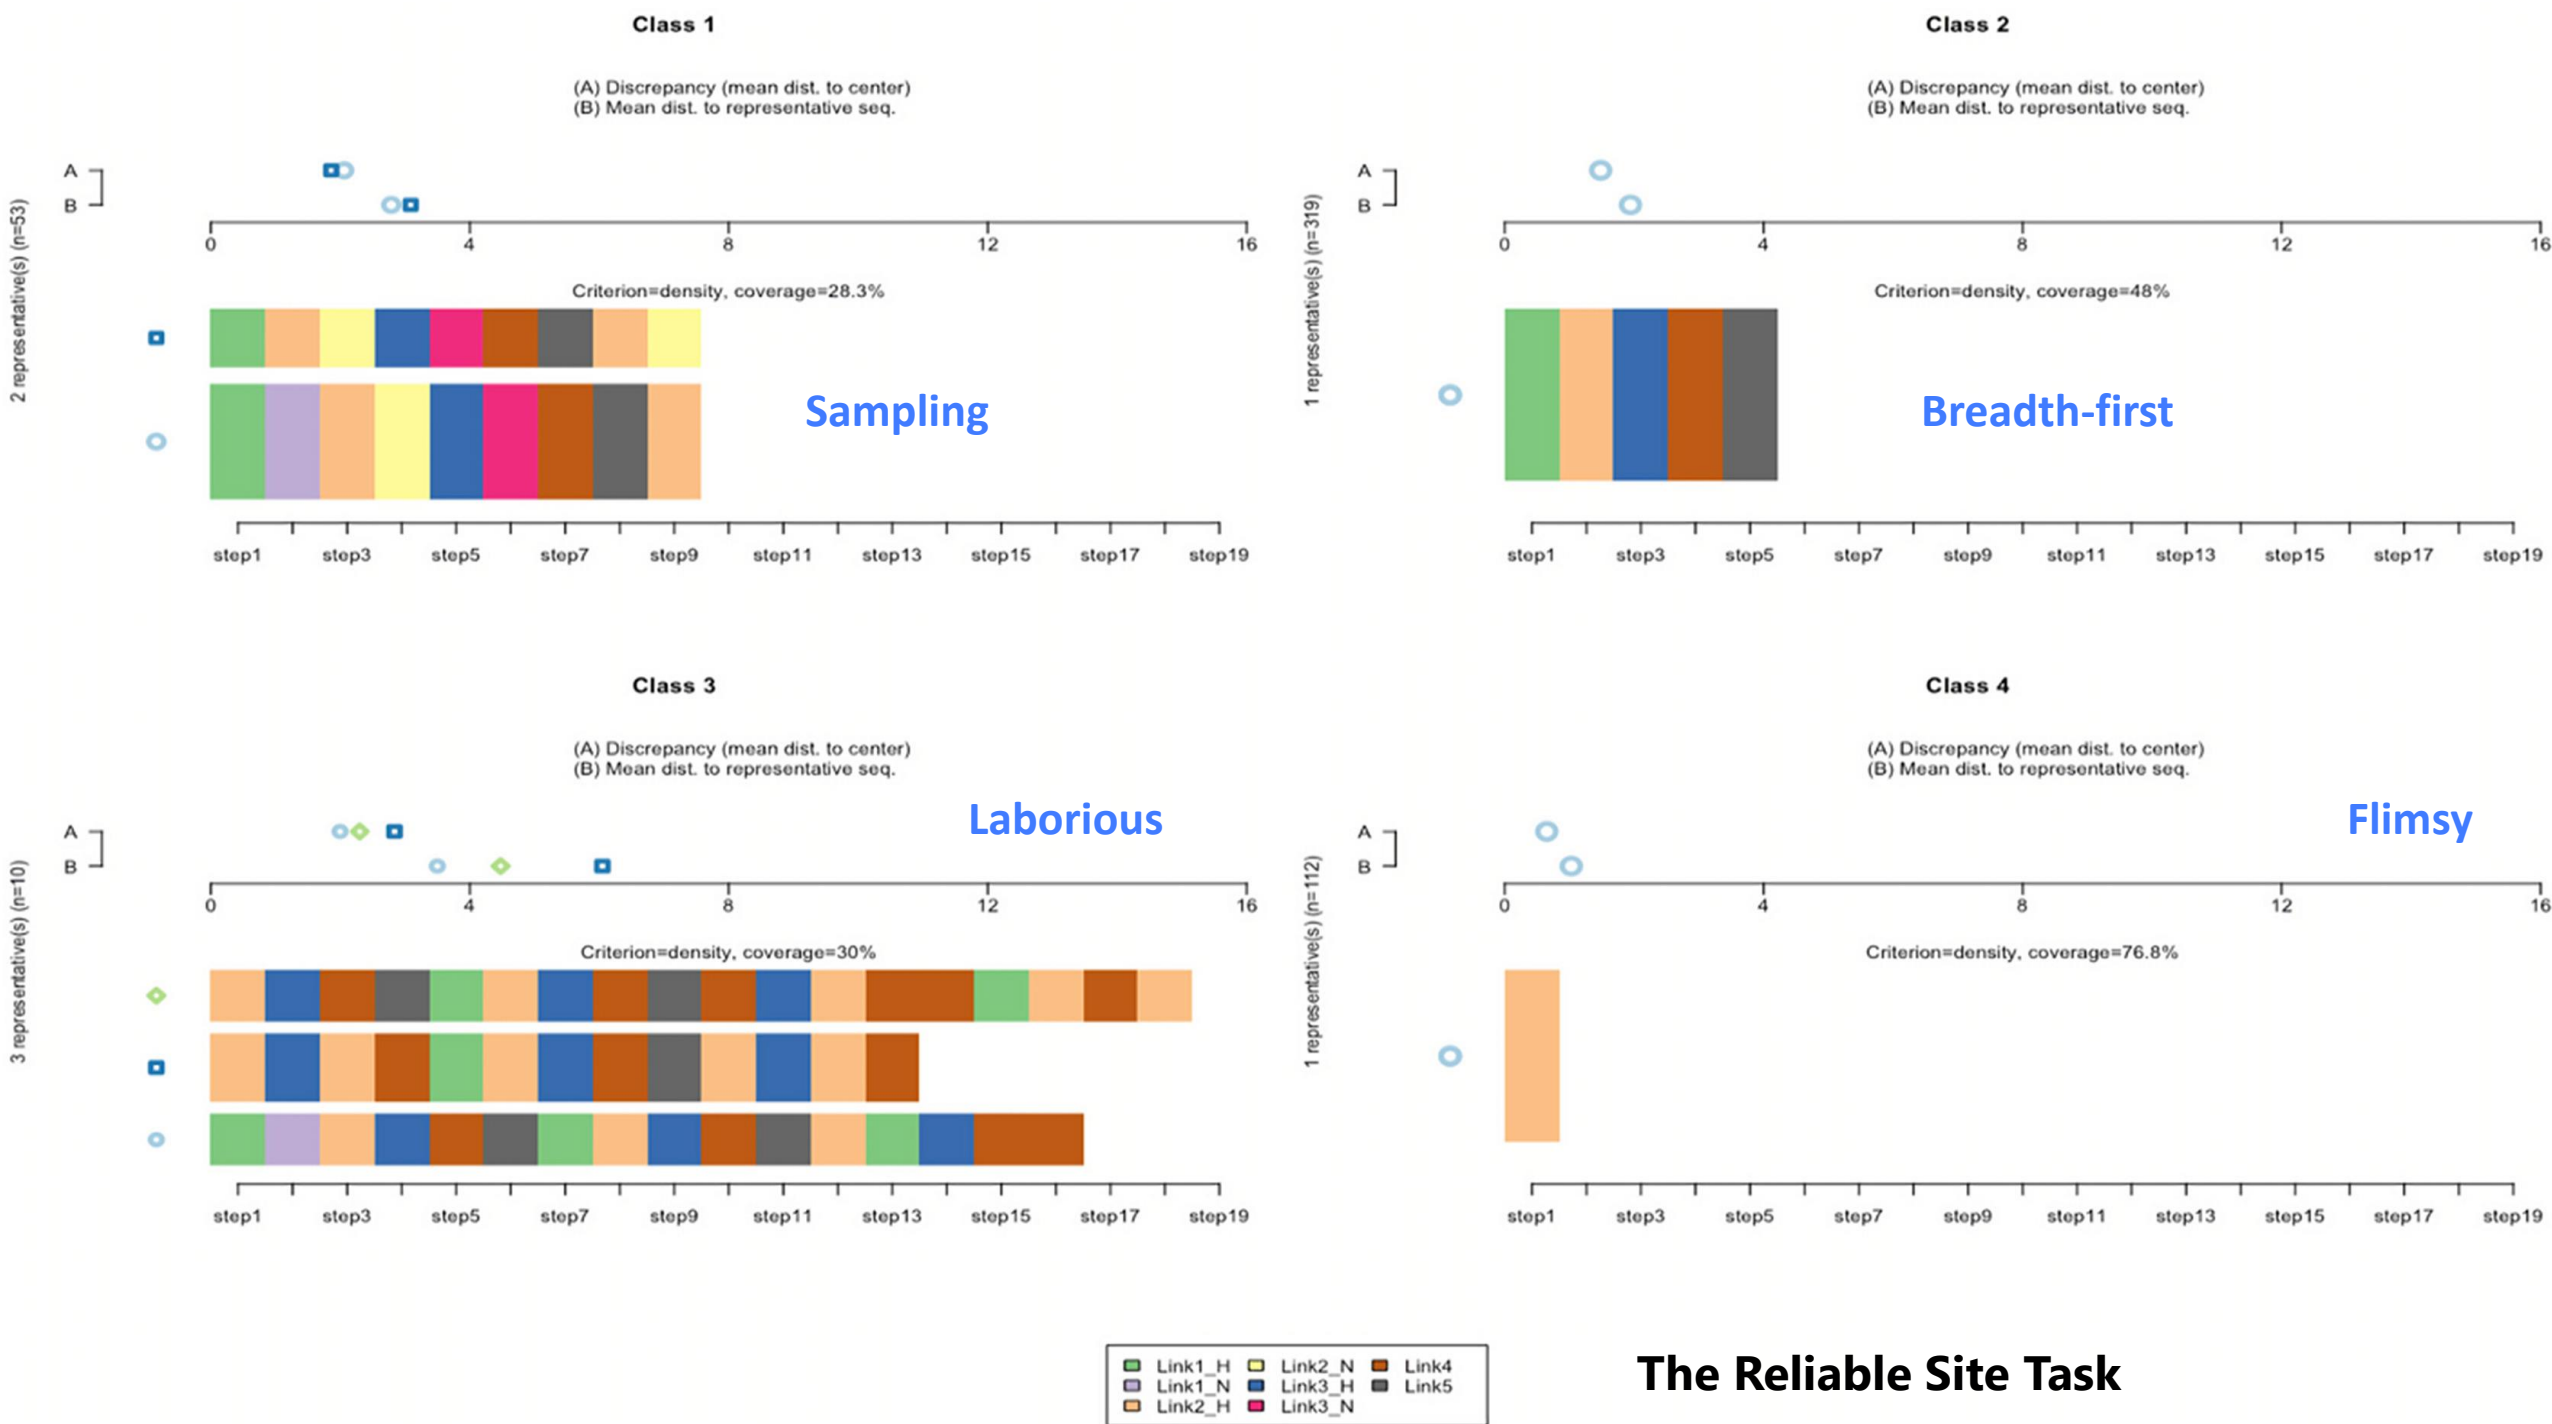 Class 1
(A) Discrepancy (mean dist. to center)
(B) Mean dist. to representative seq.
2 representative(s) (n=53)
A
B
0 4 8 12 16
Criterion=density, coverage=28.3%
Sampling
step1 step3 step5 step7 step9 step11 step13 step15 step17 step19
Class 2
(A) Discrepancy (mean dist. to center)
(B) Mean dist. to representative seq.
1 representative(s) (n=319)
A
B
0 4 8 12 16
Criterion=density, coverage=48%
Breadth-first
step1 step3 step5 step7 step9 step11 step13 step15 step17 step19
Class 3
(A) Discrepancy (mean dist. to center)
(B) Mean dist. to representative seq.
Laborious
3 representative(s) (n=10)
A
B
0 4 8 12 16
Criterion=density, coverage=30%
step1 step3 step5 step7 step9 step11 step13 step15 step17 step19
Class 4
(A) Discrepancy (mean dist. to center)
(B) Mean dist. to representative seq.
Flimsy
1 representative(s) (n=112)
A
B
0 4 8 12 16
Criterion=density, coverage=76.8%
step1 step3 step5 step7 step9 step11 step13 step15 step17 step19
Link1_H Link2_N Link4
Link1_N Link3_H Link5
Link2_H Link3_N
The Reliable Site Task